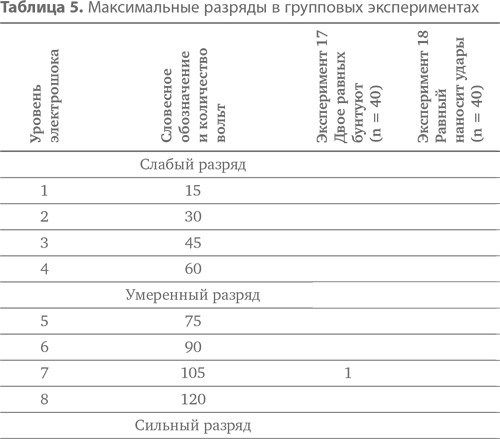 Таблица 5. Максимальные разряды в групповых экспериментах
Уровень
электрошока
Словесное
обозначение
и количество
вольт
Эксперимент 17
Двое равных
бунтуют
(n = 40)
Эксперимент 18
Равный
наносит удары
(n = 40)
Слабый разряд
1 15
2 30
3 45
4 60
Умеренный разряд
5 75
6 90
7 105 1
8 120
Сильный разряд